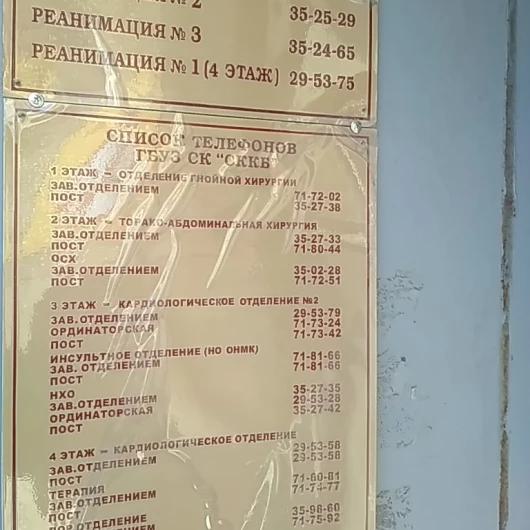 № 2 35-25-29
РЕАНИМАЦИЯ № 3 35-24-65
РЕАНИМАЦИЯ № 1 (4 ЭТАЖ) 29-53-75
СПИСОК ТЕЛЕФОНОВ
ГБУЗ СК "СККБ"
1 ЭТАЖ – ОТДЕЛЕНИЕ ГНОЙНОЙ ХИРУРГИИ
ЗАВ.ОТДЕЛЕНИЕМ 71-72-02
ПОСТ 35-27-38
2 ЭТАЖ – ТОРАКО-АБДОМИНАЛЬНАЯ ХИРУРГИЯ
ЗАВ.ОТДЕЛЕНИЕМ 35-27-33
ПОСТ 71-80-44
ОСХ
ЗАВ.ОТДЕЛЕНИЕМ 35-02-28
ПОСТ 71-72-51
3 ЭТАЖ – КАРДИОЛОГИЧЕСКОЕ ОТДЕЛЕНИЕ №2
ЗАВ.ОТДЕЛЕНИЕМ 29-53-79
ОРДИНАТОРСКАЯ 71-73-24
ПОСТ 71-73-42
ИНСУЛЬТНОЕ ОТДЕЛЕНИЕ (НО ОНМК)
ЗАВ. ОТДЕЛЕНИЕМ 71-81-66
ПОСТ 71-81-66
НХО
ЗАВ.ОТДЕЛЕНИЕМ 35-27-35
ОРДИНАТОРСКАЯ 29-53-28
ПОСТ 35-27-42
4 ЭТАЖ – КАРДИОЛОГИЧЕСКОЕ ОТДЕЛЕНИЕ
ЗАВ.ОТДЕЛЕНИЕМ 29-53-58
ПОСТ 29-53-58
ТЕРАПИЯ
ЗАВ.ОТДЕЛЕНИЕМ 71-60-81
ПОСТ 71-74-77
ОТДЕЛЕНИЕ
35-98-60
71-75-92